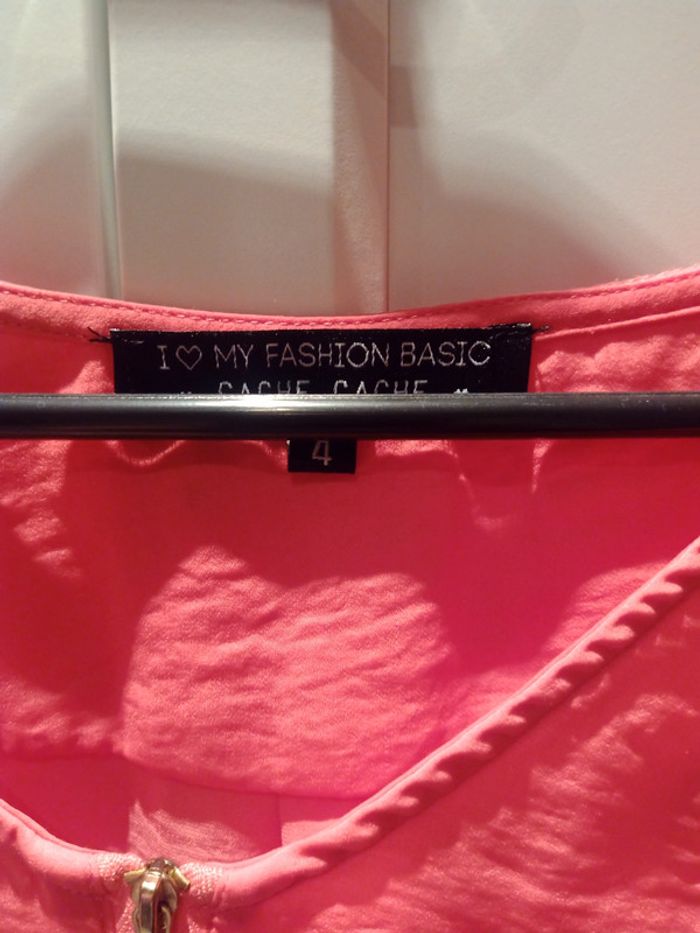 I ♡ MY FASHION BASIC
CACHE CACHE
4